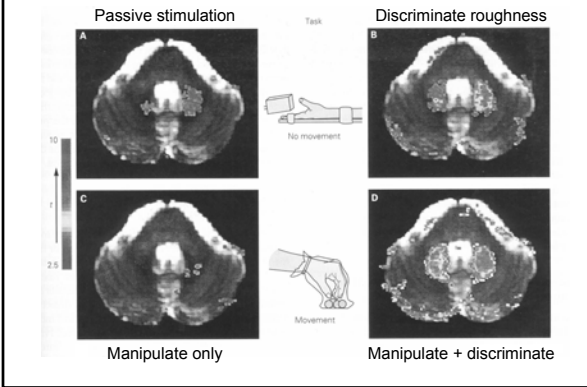 Passive stimulation
Task
Discriminate roughness
A
B
No movement
10
r
2.5
C
D
Movement
Manipulate only
Manipulate + discriminate